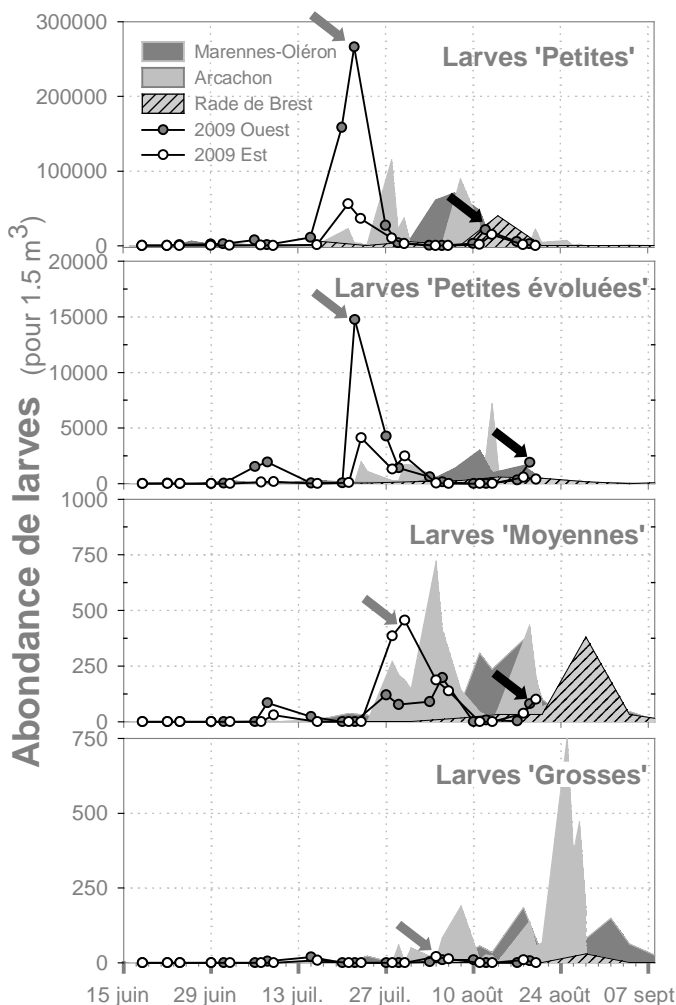 300000
200000
100000
0
Marennes-Oléron
Arcachon
Rade de Brest
2009 Ouest
2009 Est
Larves 'Petites'
20000
15000
10000
5000
0
Larves 'Petites évoluées'
1000
750
500
250
0
Larves 'Moyennes'
750
500
250
0
Larves 'Grosses'
Abondance de larves (pour 1.5 m³)
15 juin 29 juin 13 juil. 27 juil. 10 août 24 août 07 sept